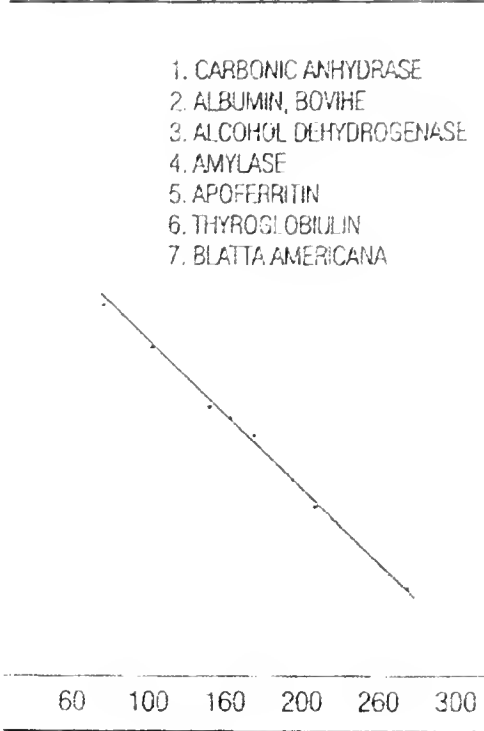 1. CARBONIC ANHYDRASE
2. ALBUMIN, BOVIHE
3. ALCOHOL DEHYDROGENASE
4. AMYLASE
5. APOFERRITIN
6. THYROGLOBIULIN
7. BLATTA AMERICANA
60 100 160 200 260 300